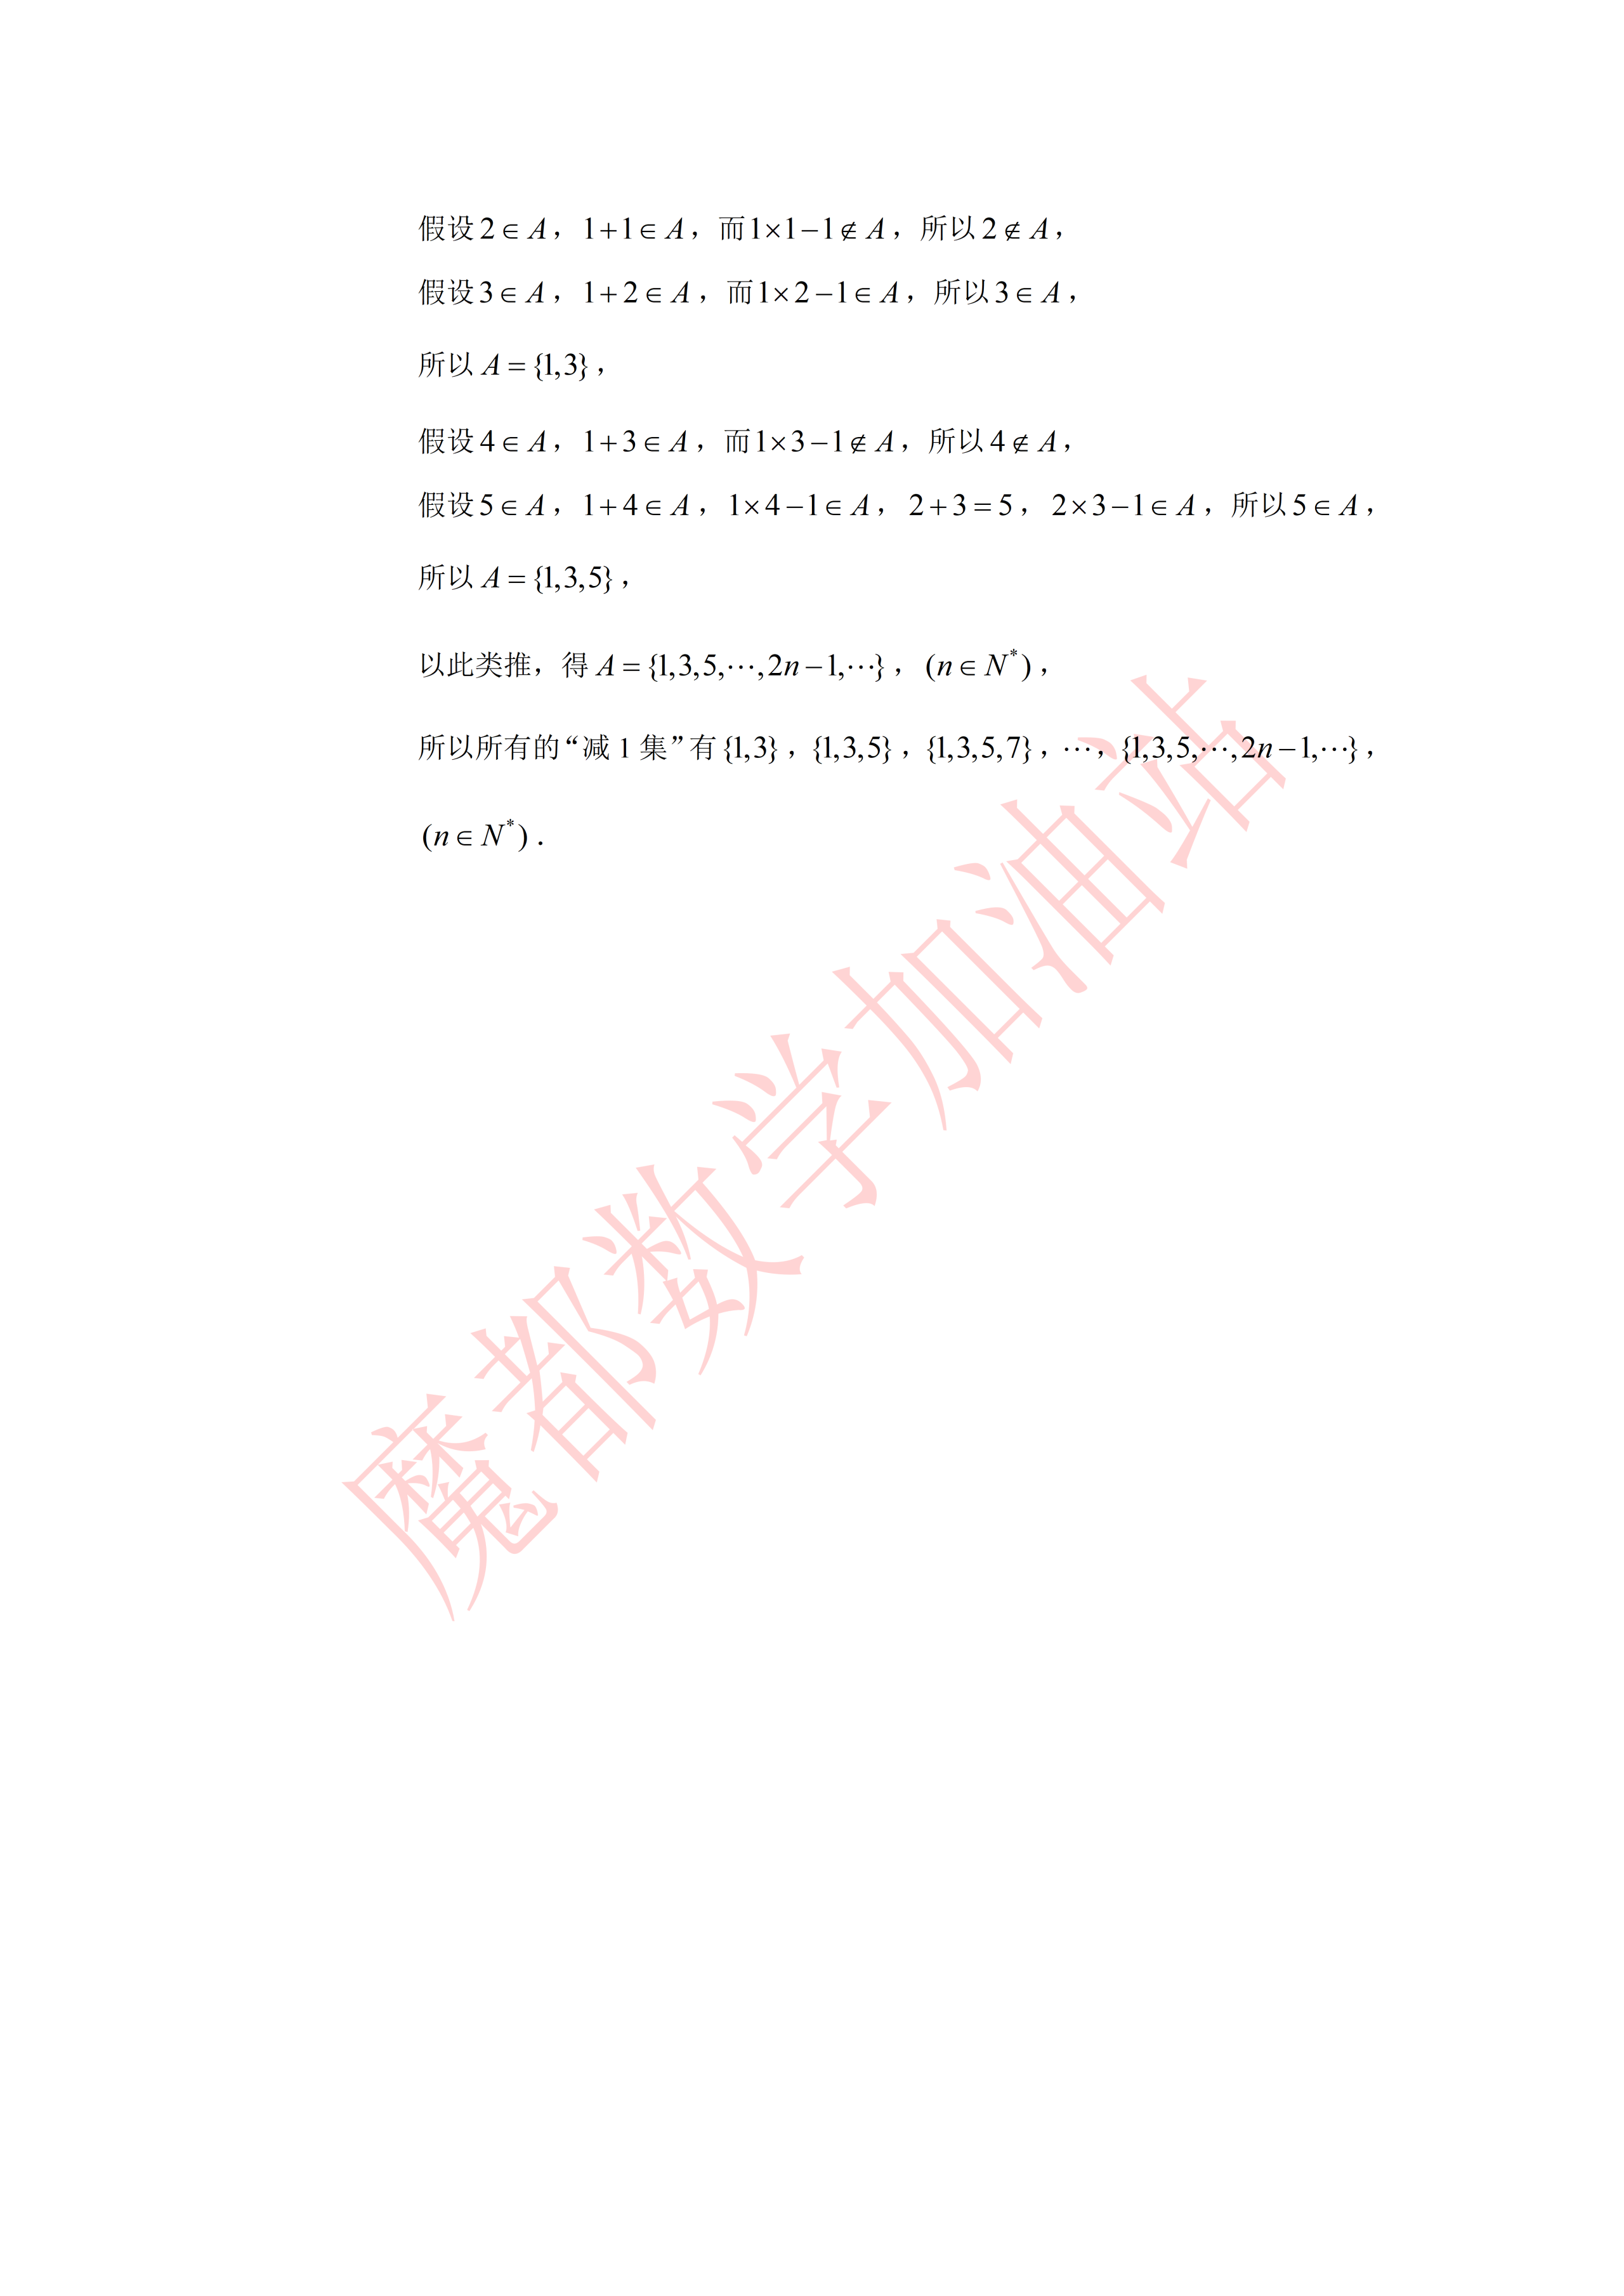 假设2∈A，1+1∈A，而1×1−1∉A，所以2∉A，
假设3∈A，1+2∈A，而1×2−1∈A，所以3∈A，
所以A={1,3}，
假设4∈A，1+3∈A，而1×3−1∉A，所以4∉A，
假设5∈A，1+4∈A，1×4−1∈A，2+3=5，2×3−1∈A，所以5∈A，
所以A={1,3,5}，
以此类推，得A={1,3,5,⋯,2n−1,⋯}，(n∈N*)，
所以所有的“减1集”有{1,3}，{1,3,5}，{1,3,5,7}，⋯，{1,3,5,⋯,2n−1,⋯}，
(n∈N*)．
魔都数学加油站